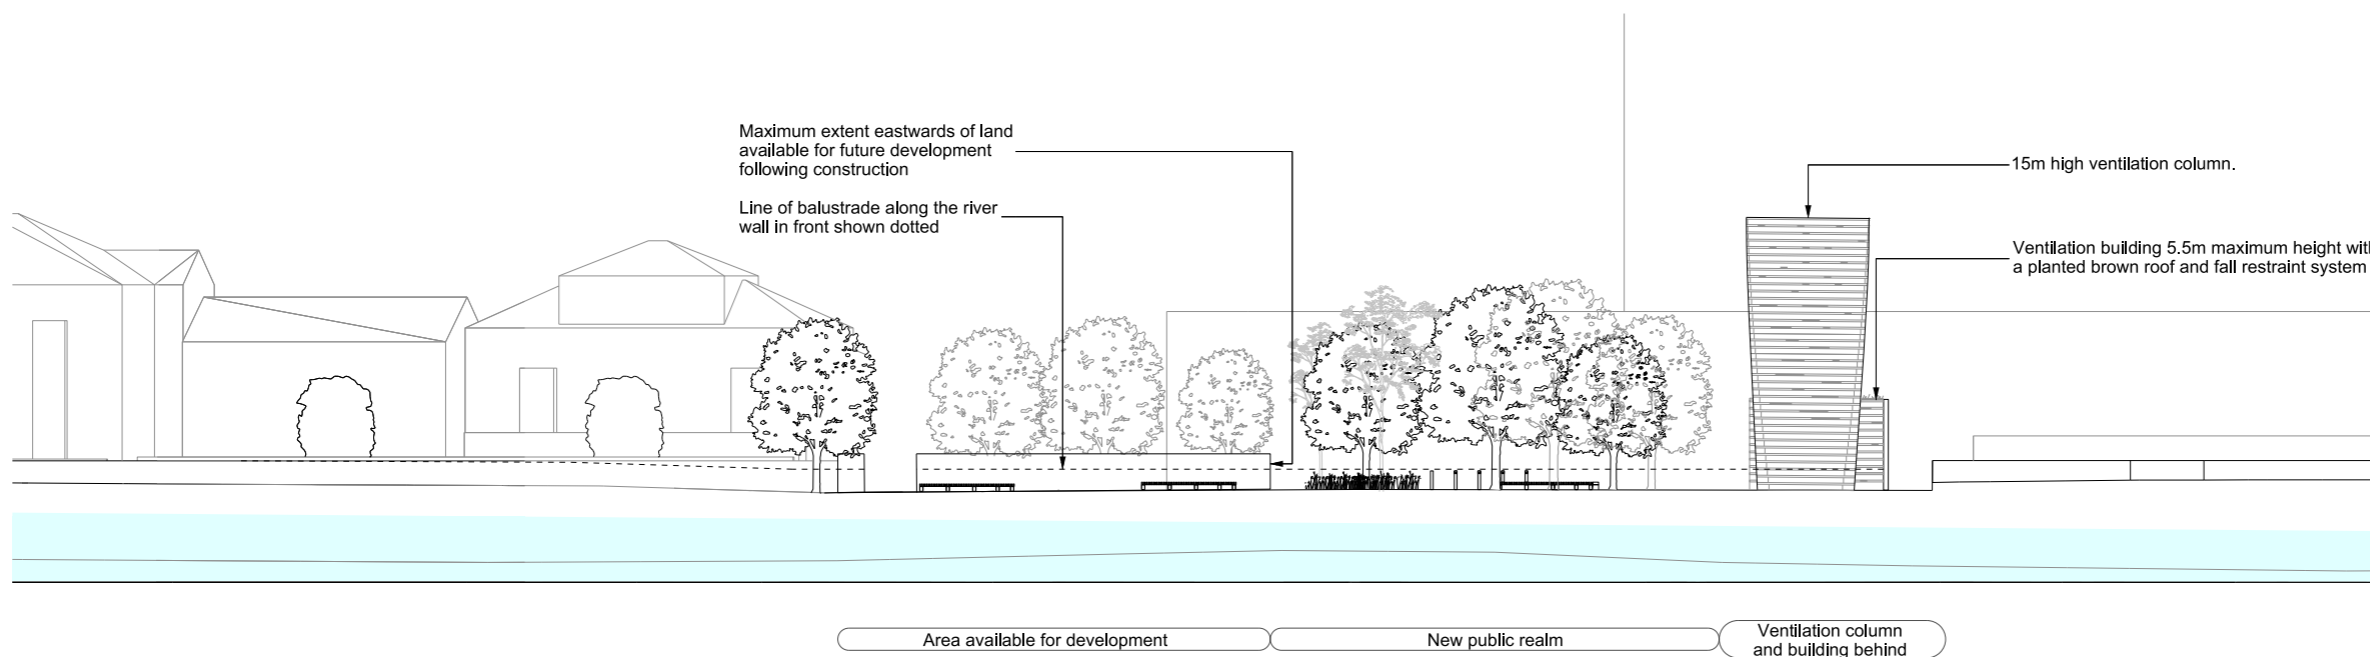 Maximum extent eastwards of land
available for future development
following construction
Line of balustrade along the river
wall in front shown dotted
15m high ventilation column.
Ventilation building 5.5m maximum height wit
a planted brown roof and fall restraint system
Area available for development
New public realm
Ventilation column
and building behind